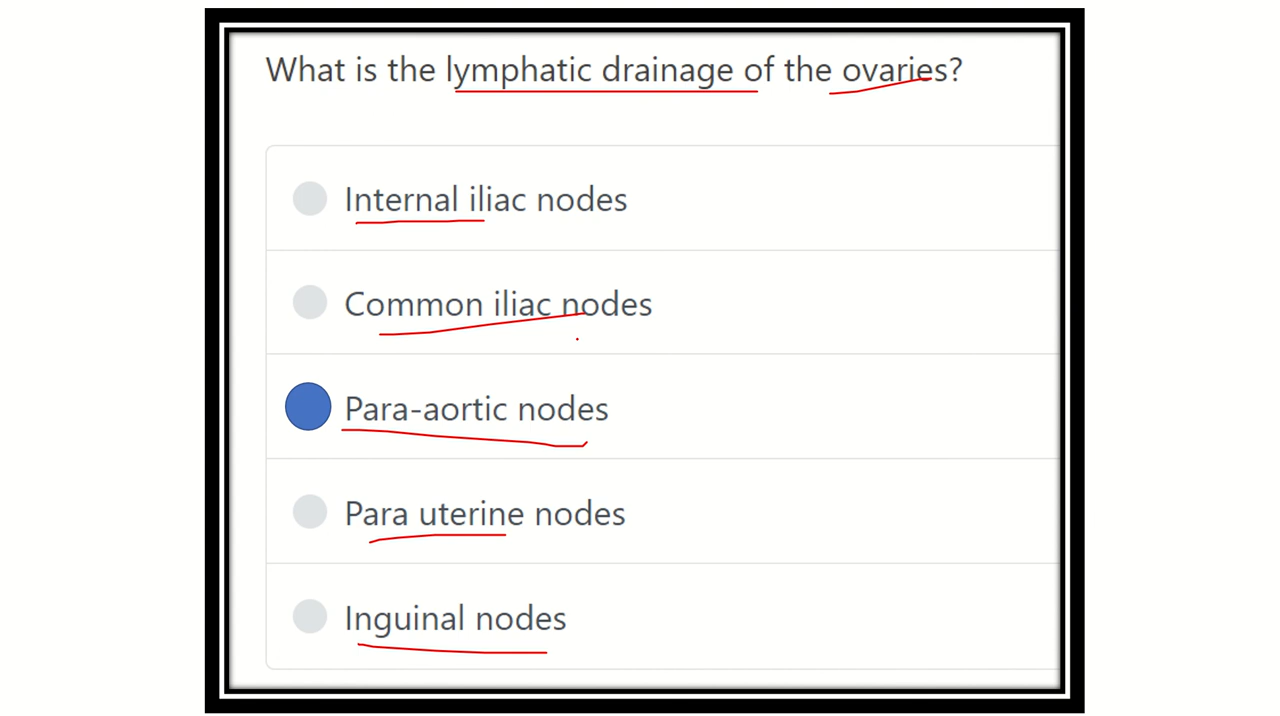 What is the lymphatic drainage of the ovaries?
Internal iliac nodes
Common iliac nodes
Para-aortic nodes
Para uterine nodes
Inguinal nodes